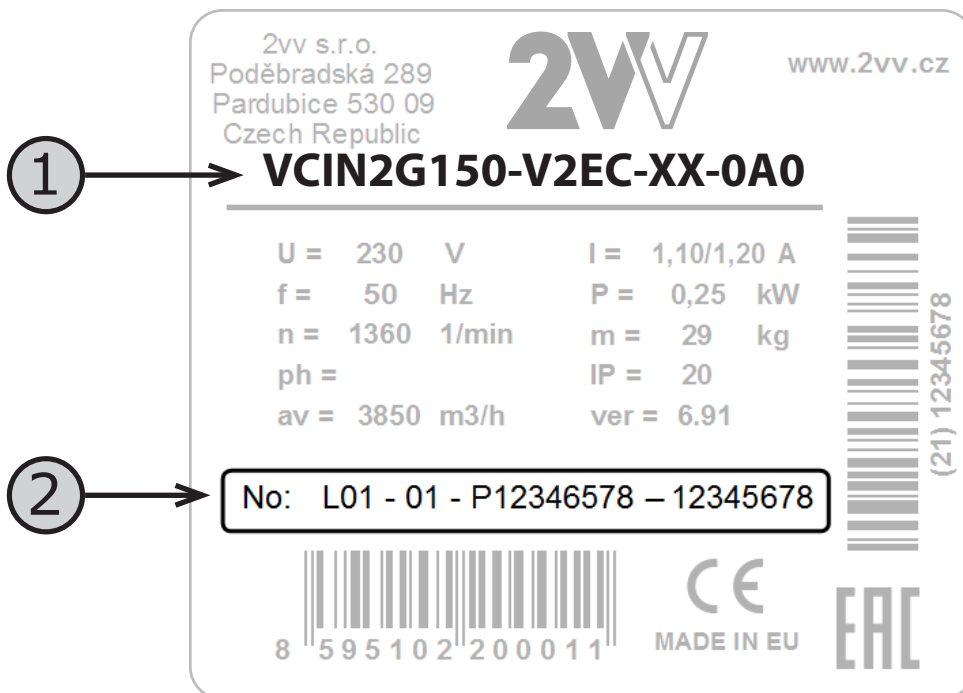 2vv s.r.o.
Poděbradská 289
Pardubice 530 09
Czech Republic
2VV
www.2vv.cz
1
VCIN2G150-V2EC-XX-0A0
U = 230 V I = 1,10/1,20 A
f = 50 Hz P = 0,25 kW
n = 1360 1/min m = 29 kg
ph = IP = 20
av = 3850 m3/h ver = 6.91
(21) 12345678
2
No: L01 - 01 - P12346578 – 12345678
8 595102 200011
CE
MADE IN EU
EAC